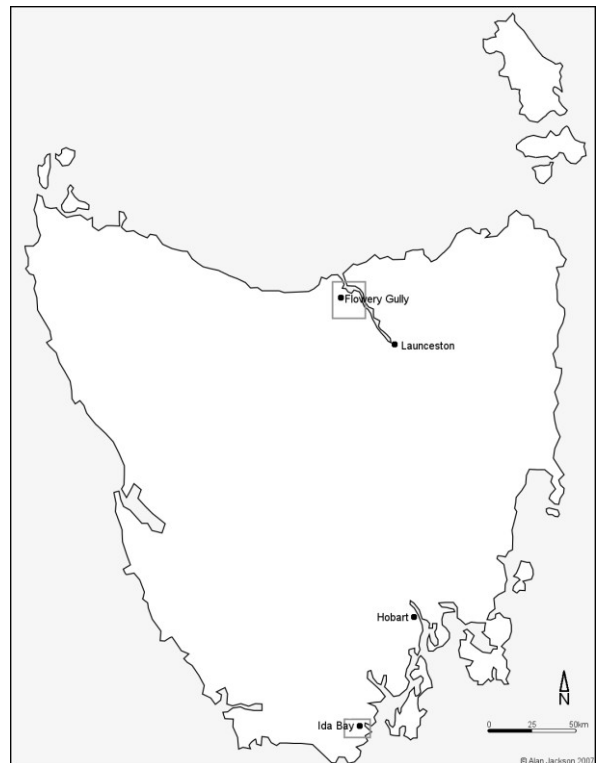 Flowery Gully
Launceston
Hobart
Ida Bay
N
0 25 50km
© Alan Jackson 2007